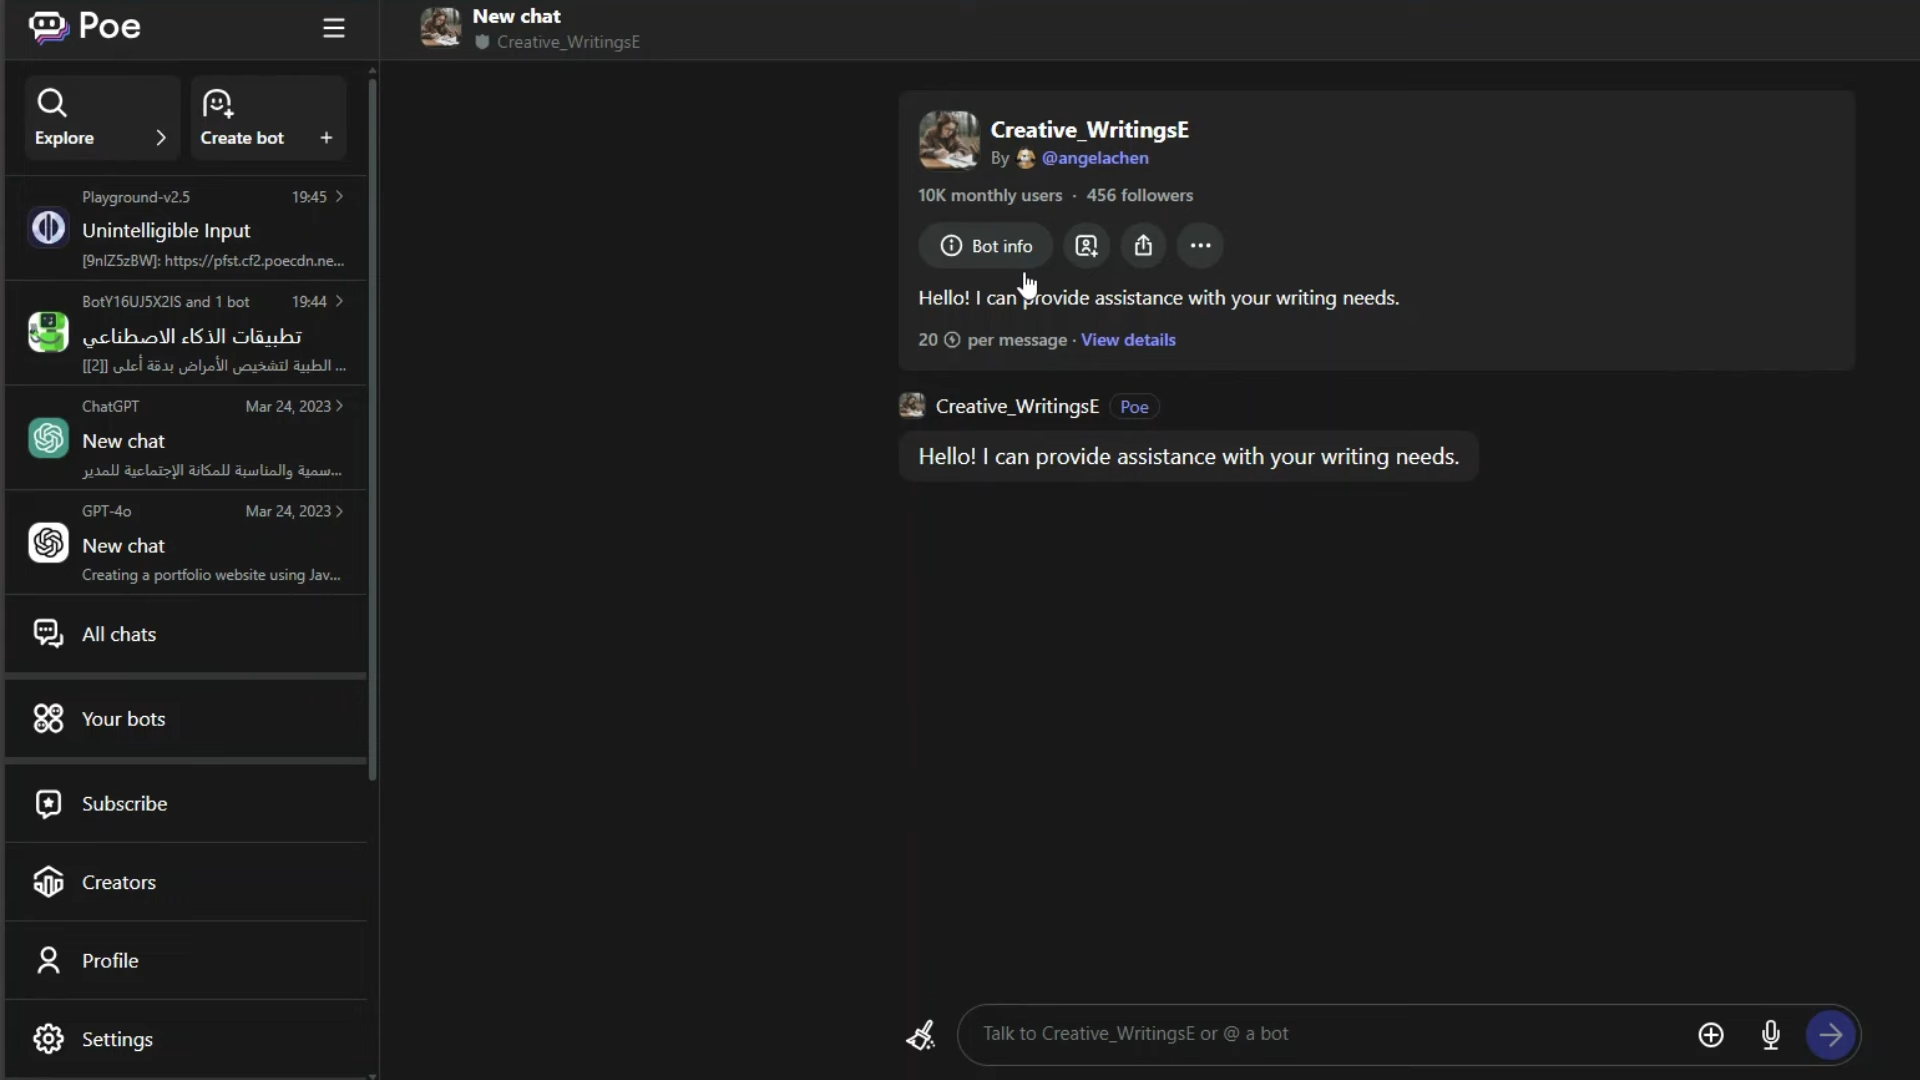 Poe
Explore
Create bot
Playground-v2.5 19:45
Unintelligible Input
[9nIZ5zBW]: https://pfst.cf2.poecdn.ne...
BotY16UJ5X2IS and 1 bot 19:44
تطبيقات الذكاء الاصطناعي
... الطبية لتشخيص الأمراض بدقة أعلى [[2]]
ChatGPT Mar 24, 2023
New chat
...سمية والمناسبة للمكانة الإجتماعية للمدير
GPT-4o Mar 24, 2023
New chat
Creating a portfolio website using Jav...
All chats
Your bots
Subscribe
Creators
Profile
Settings
New chat
Creative_WritingsE
Creative_WritingsE
By @angelachen
10K monthly users · 456 followers
Bot info
Hello! I can provide assistance with your writing needs.
20 per message · View details
Creative_WritingsE Poe
Hello! I can provide assistance with your writing needs.
Talk to Creative_WritingsE or @ a bot